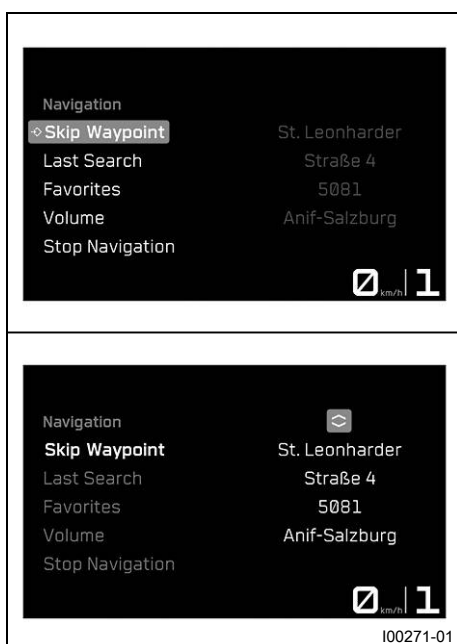 Navigation
Skip Waypoint St. Leonharder
Last Search Straße 4
Favorites 5081
Volume Anif-Salzburg
Stop Navigation
0 km/h 1
Navigation
Skip Waypoint St. Leonharder
Last Search Straße 4
Favorites 5081
Volume Anif-Salzburg
Stop Navigation
0 km/h 1
I00271-01